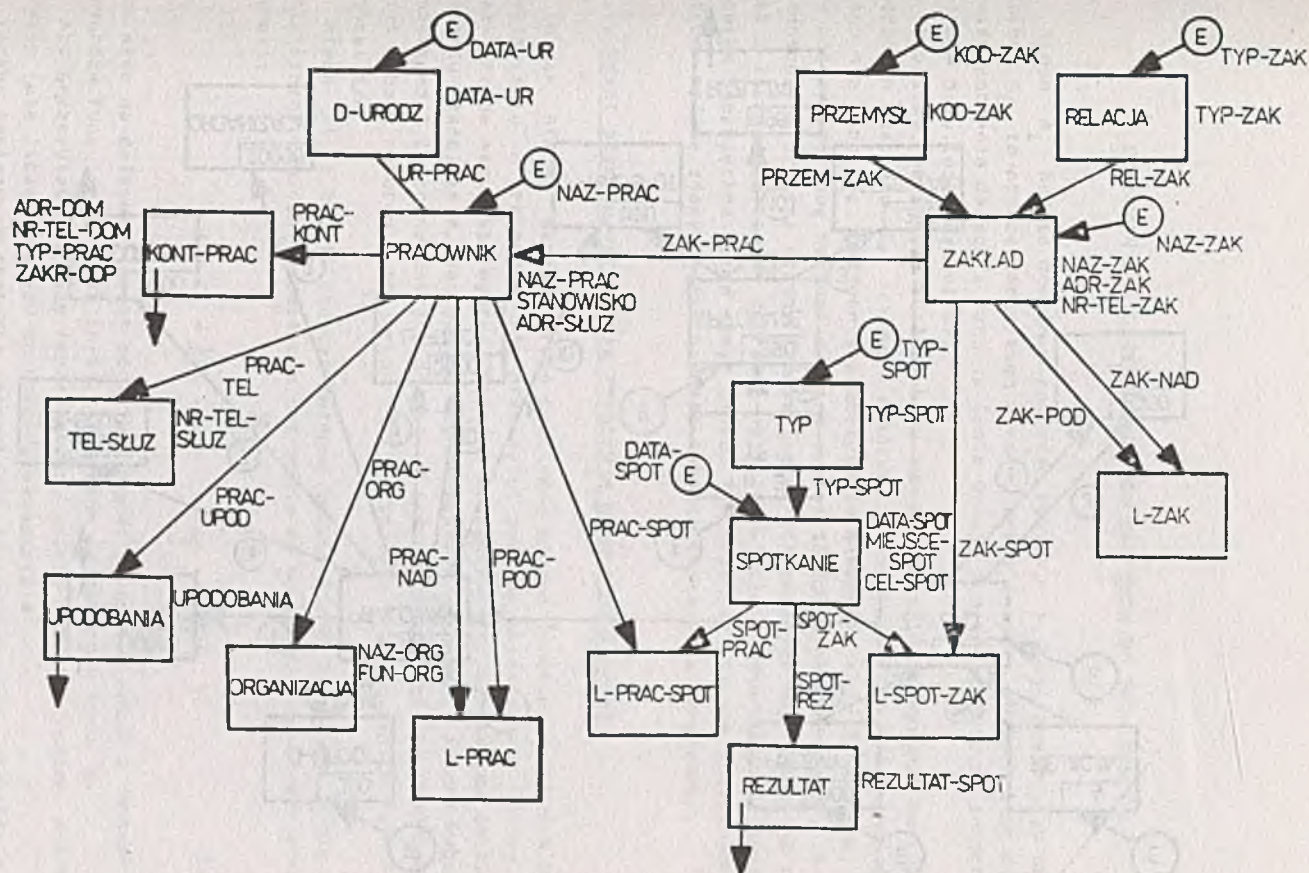 E
DATA-UR
D-URODZ
DATA-UR
UR-PRAC
E
KOD-ZAK
PRZEMYSŁ
KOD-ZAK
PRZEM-ZAK
E
TYP-ZAK
RELACJA
TYP-ZAK
REL-ZAK
E
NAZ-PRAC
ADR-DOM
NR-TEL-DOM
TYP-PRAC
ZAKR-ODP
KONT-PRAC
PRAC-
KONT
PRACOWNIK
NAZ-PRAC
STANOWISKO
ADR-SŁUZ
ZAK-PRAC
ZAKŁAD
E
NAZ-ZAK
NAZ-ZAK
ADR-ZAK
NR-TEL-ZAK
PRAC-
TEL
TEL-SŁUZ
NR-TEL-
SŁUZ
PRAC-
UPOD
PRAC-
ORG
PRAC-
NAD
PRAC-
POD
PRAC-SPOT
E
TYP-
SPOT
TYP
TYP-SPOT
TYP-SPOT
DATA-
SPOT
E
SPOTKANIE
DATA-SPOT
MIEJSCE-
SPOT
CEL-SPOT
ZAK-SPOT
ZAK-POD
ZAK-NAD
L-ZAK
UPODOBANIA
UPODOBANIA
ORGANIZACJA
NAZ-ORG
FUN-ORG
L-PRAC
SPOT-
PRAC
SPOT-
ZAK
SPOT-
REZ
L-PRAC-SPOT
L-SPOT-ZAK
REZULTAT
REZULTAT-SPOT